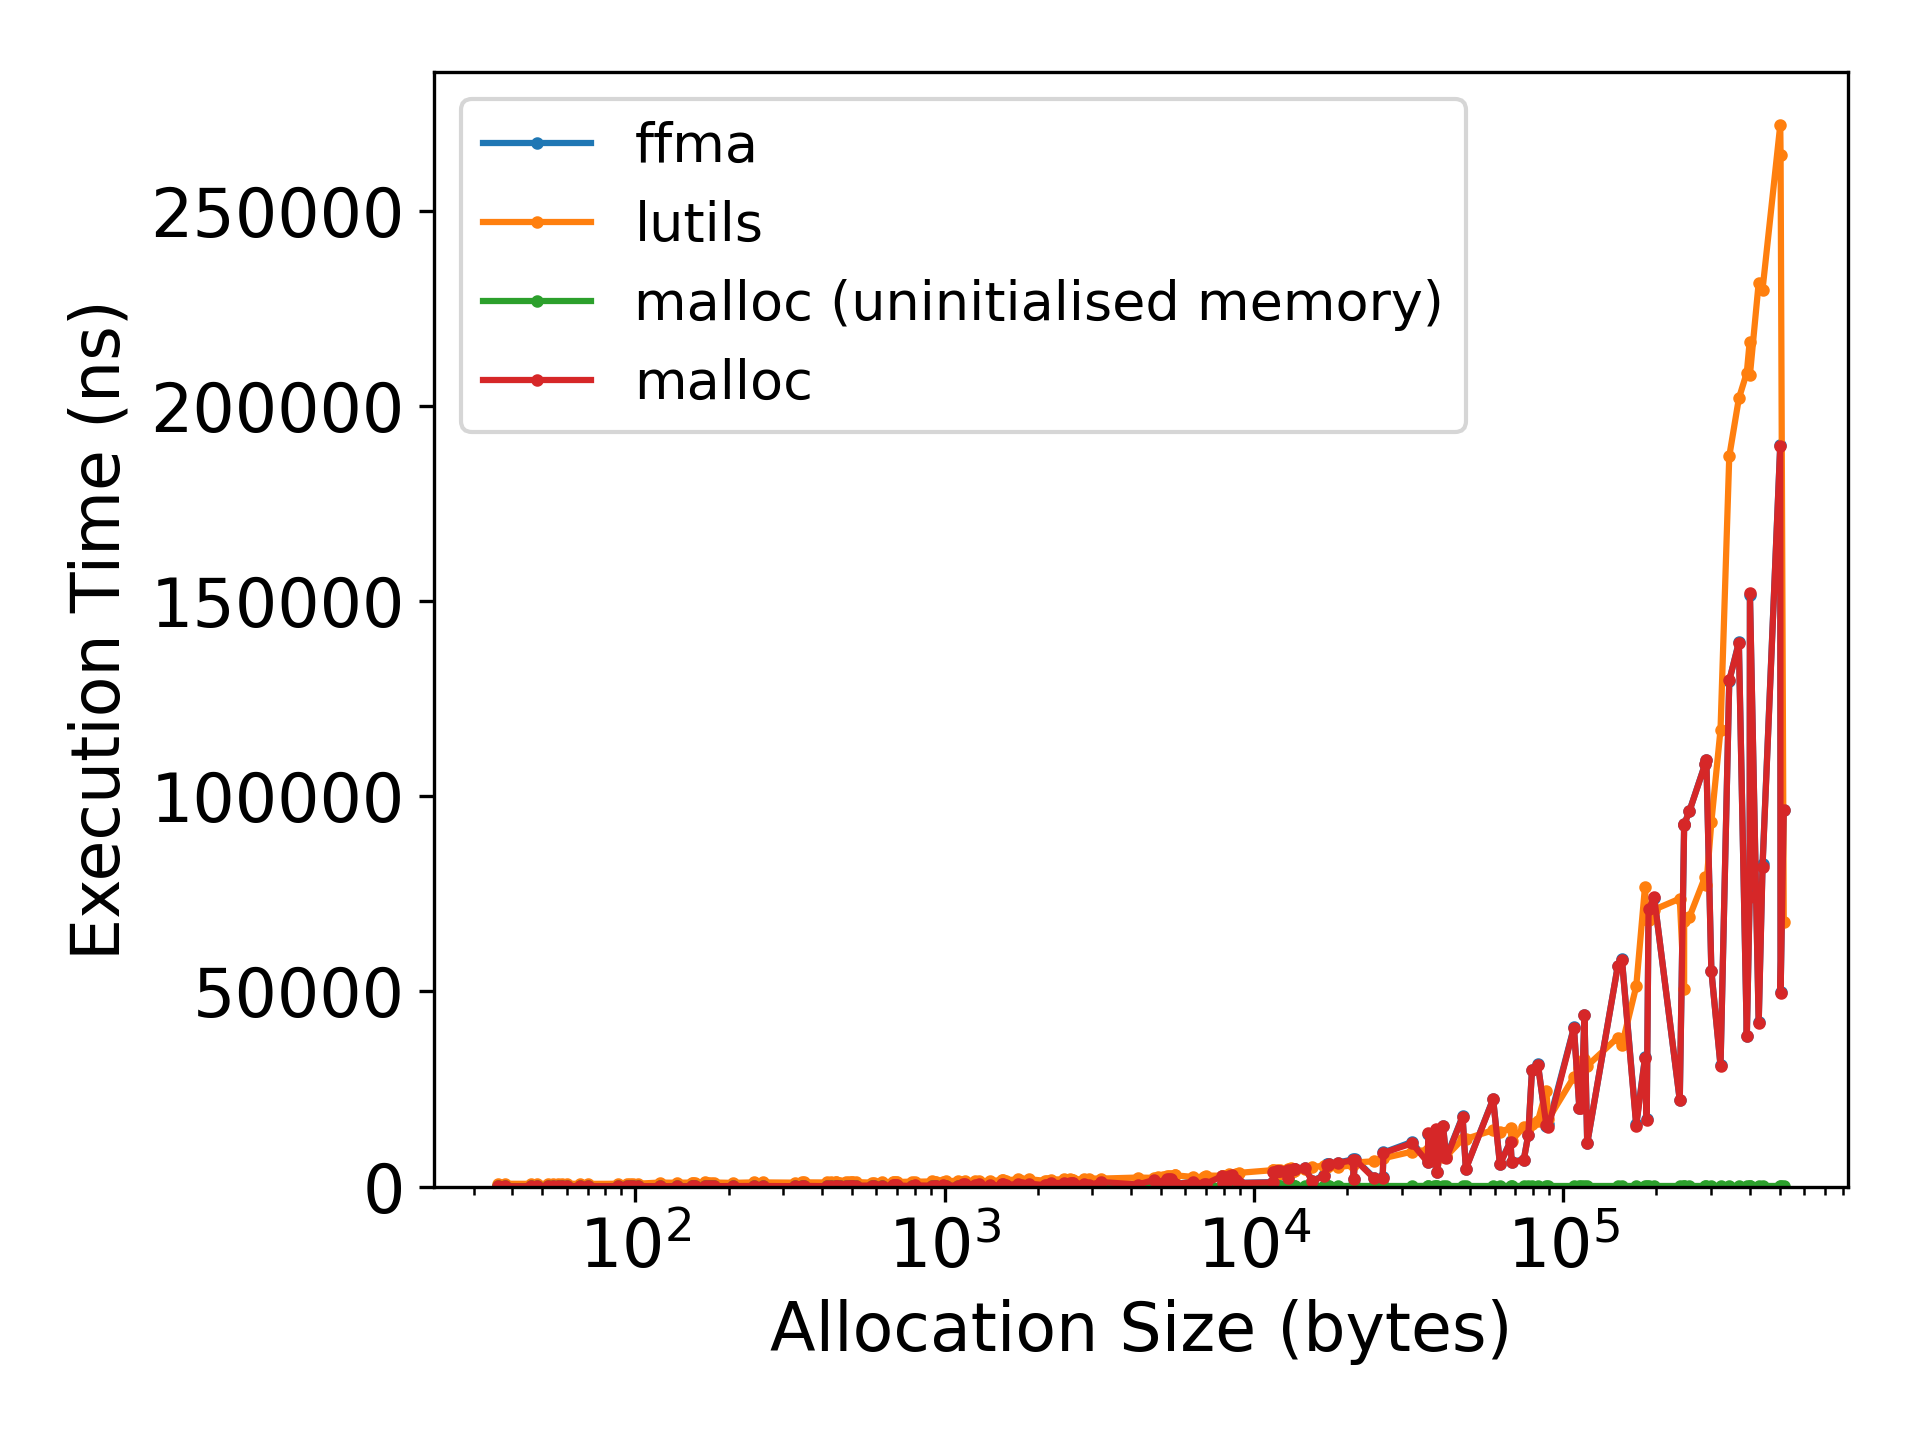 ffma
lutils
malloc (uninitialised memory)
malloc
Execution Time (ns)
250000
200000
150000
100000
50000
0
10²
10³
10⁴
10⁵
Allocation Size (bytes)